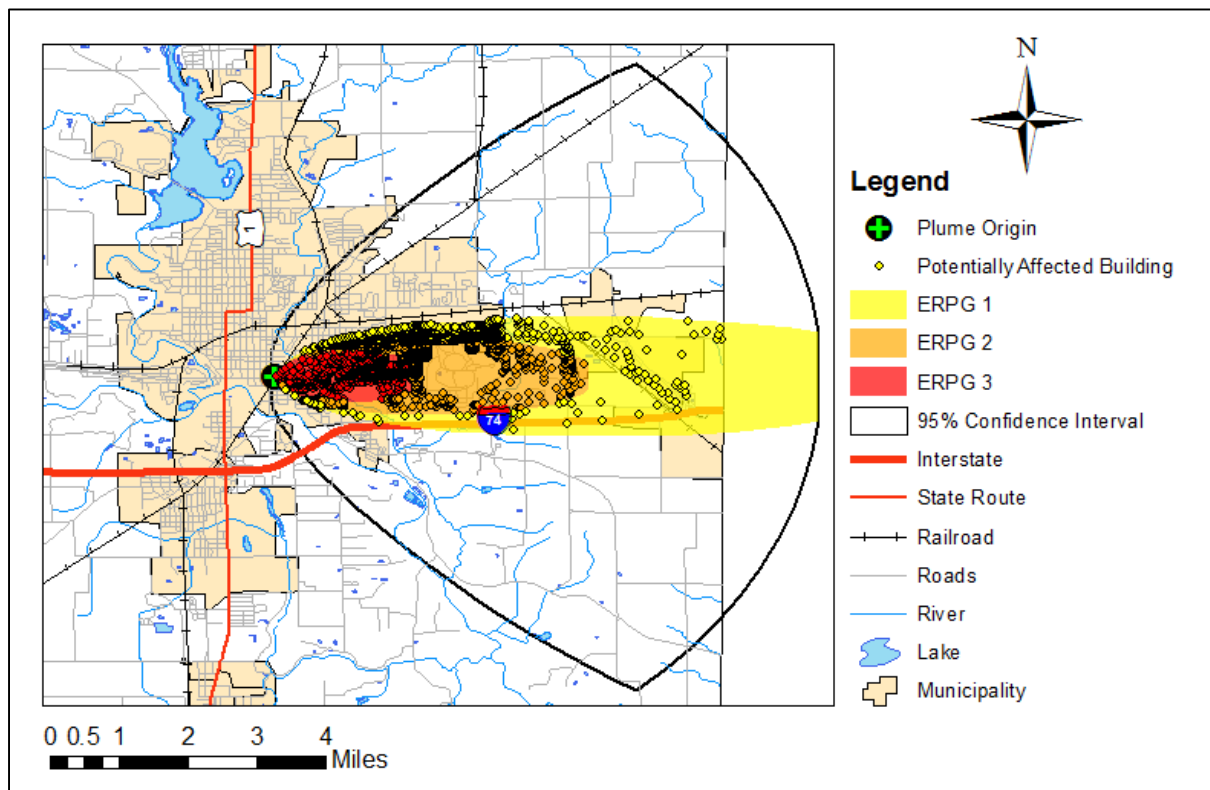 N
1
74
Legend
Plume Origin
Potentially Affected Building
ERPG 1
ERPG 2
ERPG 3
95% Confidence Interval
Interstate
State Route
Railroad
Roads
River
Lake
Municipality
0 0.5 1 2 3 4
Miles